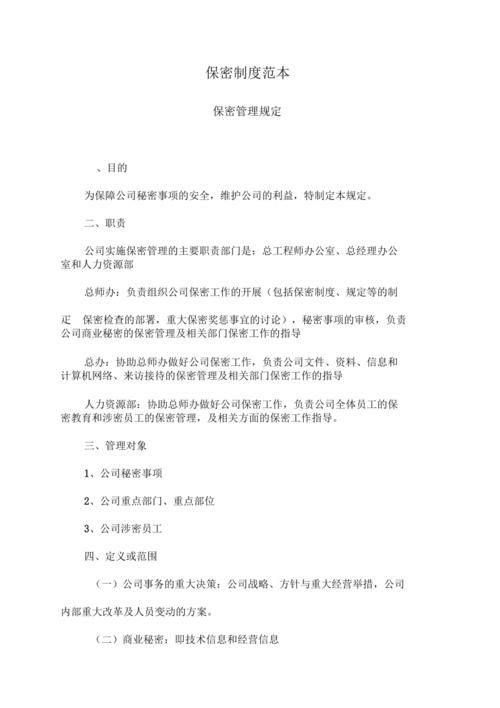 保密制度范本
保密管理规定
、目的
为保障公司秘密事项的安全，维护公司的利益，特制定本规定。
二、职责
公司实施保密管理的主要职责部门是：总工程师办公室、总经理办公
室和人力资源部
总师办：负责组织公司保密工作的开展（包括保密制度、规定等的制
疋　保密检查的部署，重大保密奖惩事宜的讨论），秘密事项的审核，负责
公司商业秘密的保密管理及相关部门保密工作的指导
总办：协助总师办做好公司保密工作，负责公司文件、资料、信息和
计算机网络、来访接待的保密管理及相关部门保密工作的指导
人力资源部：协助总师办做好公司保密工作，负责公司全体员工的保
密教育和涉密员工的保密管理，及相关方面的保密工作指导。
三、管理对象
1、公司秘密事项
2、公司重点部门、重点部位
3、公司涉密员工
四、定义或范围
（一）公司事务的重大决策：公司战略、方针与重大经营举措，公司
内部重大改革及人员变动的方案。
（二）商业秘密：即技术信息和经营信息